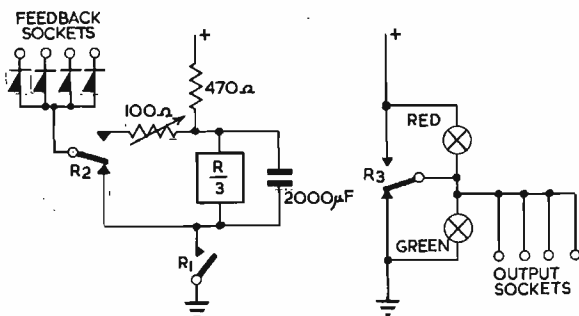 FEEDBACK
SOCKETS
+
470Ω
100Ω
R2
R
3
2000µF
R1
+
RED
R3
GREEN
OUTPUT
SOCKETS